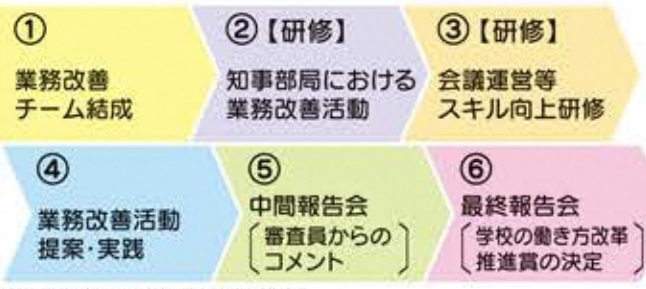 ①
業務改善
チーム結成
②【研修】
知事部局における
業務改善活動
③【研修】
会議運営等
スキル向上研修
④
業務改善活動
提案・実践
⑤
中間報告会
〔審査員からの
コメント〕
⑥
最終報告会
〔学校の働き方改革
推進賞の決定〕